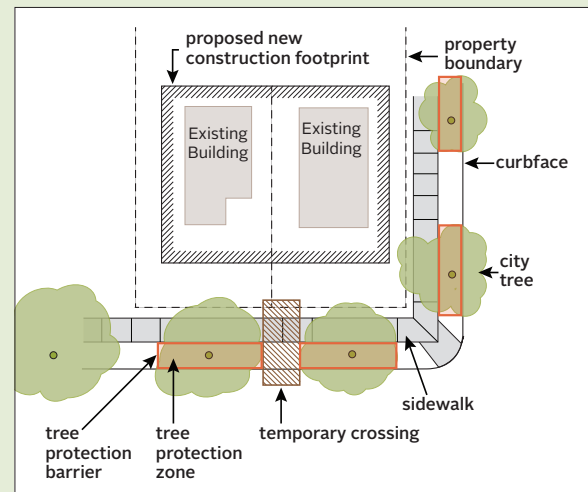 proposed new
construction footprint
property
boundary
Existing
Building
Existing
Building
curbface
city
tree
sidewalk
tree
protection
barrier
tree
protection
zone
temporary crossing